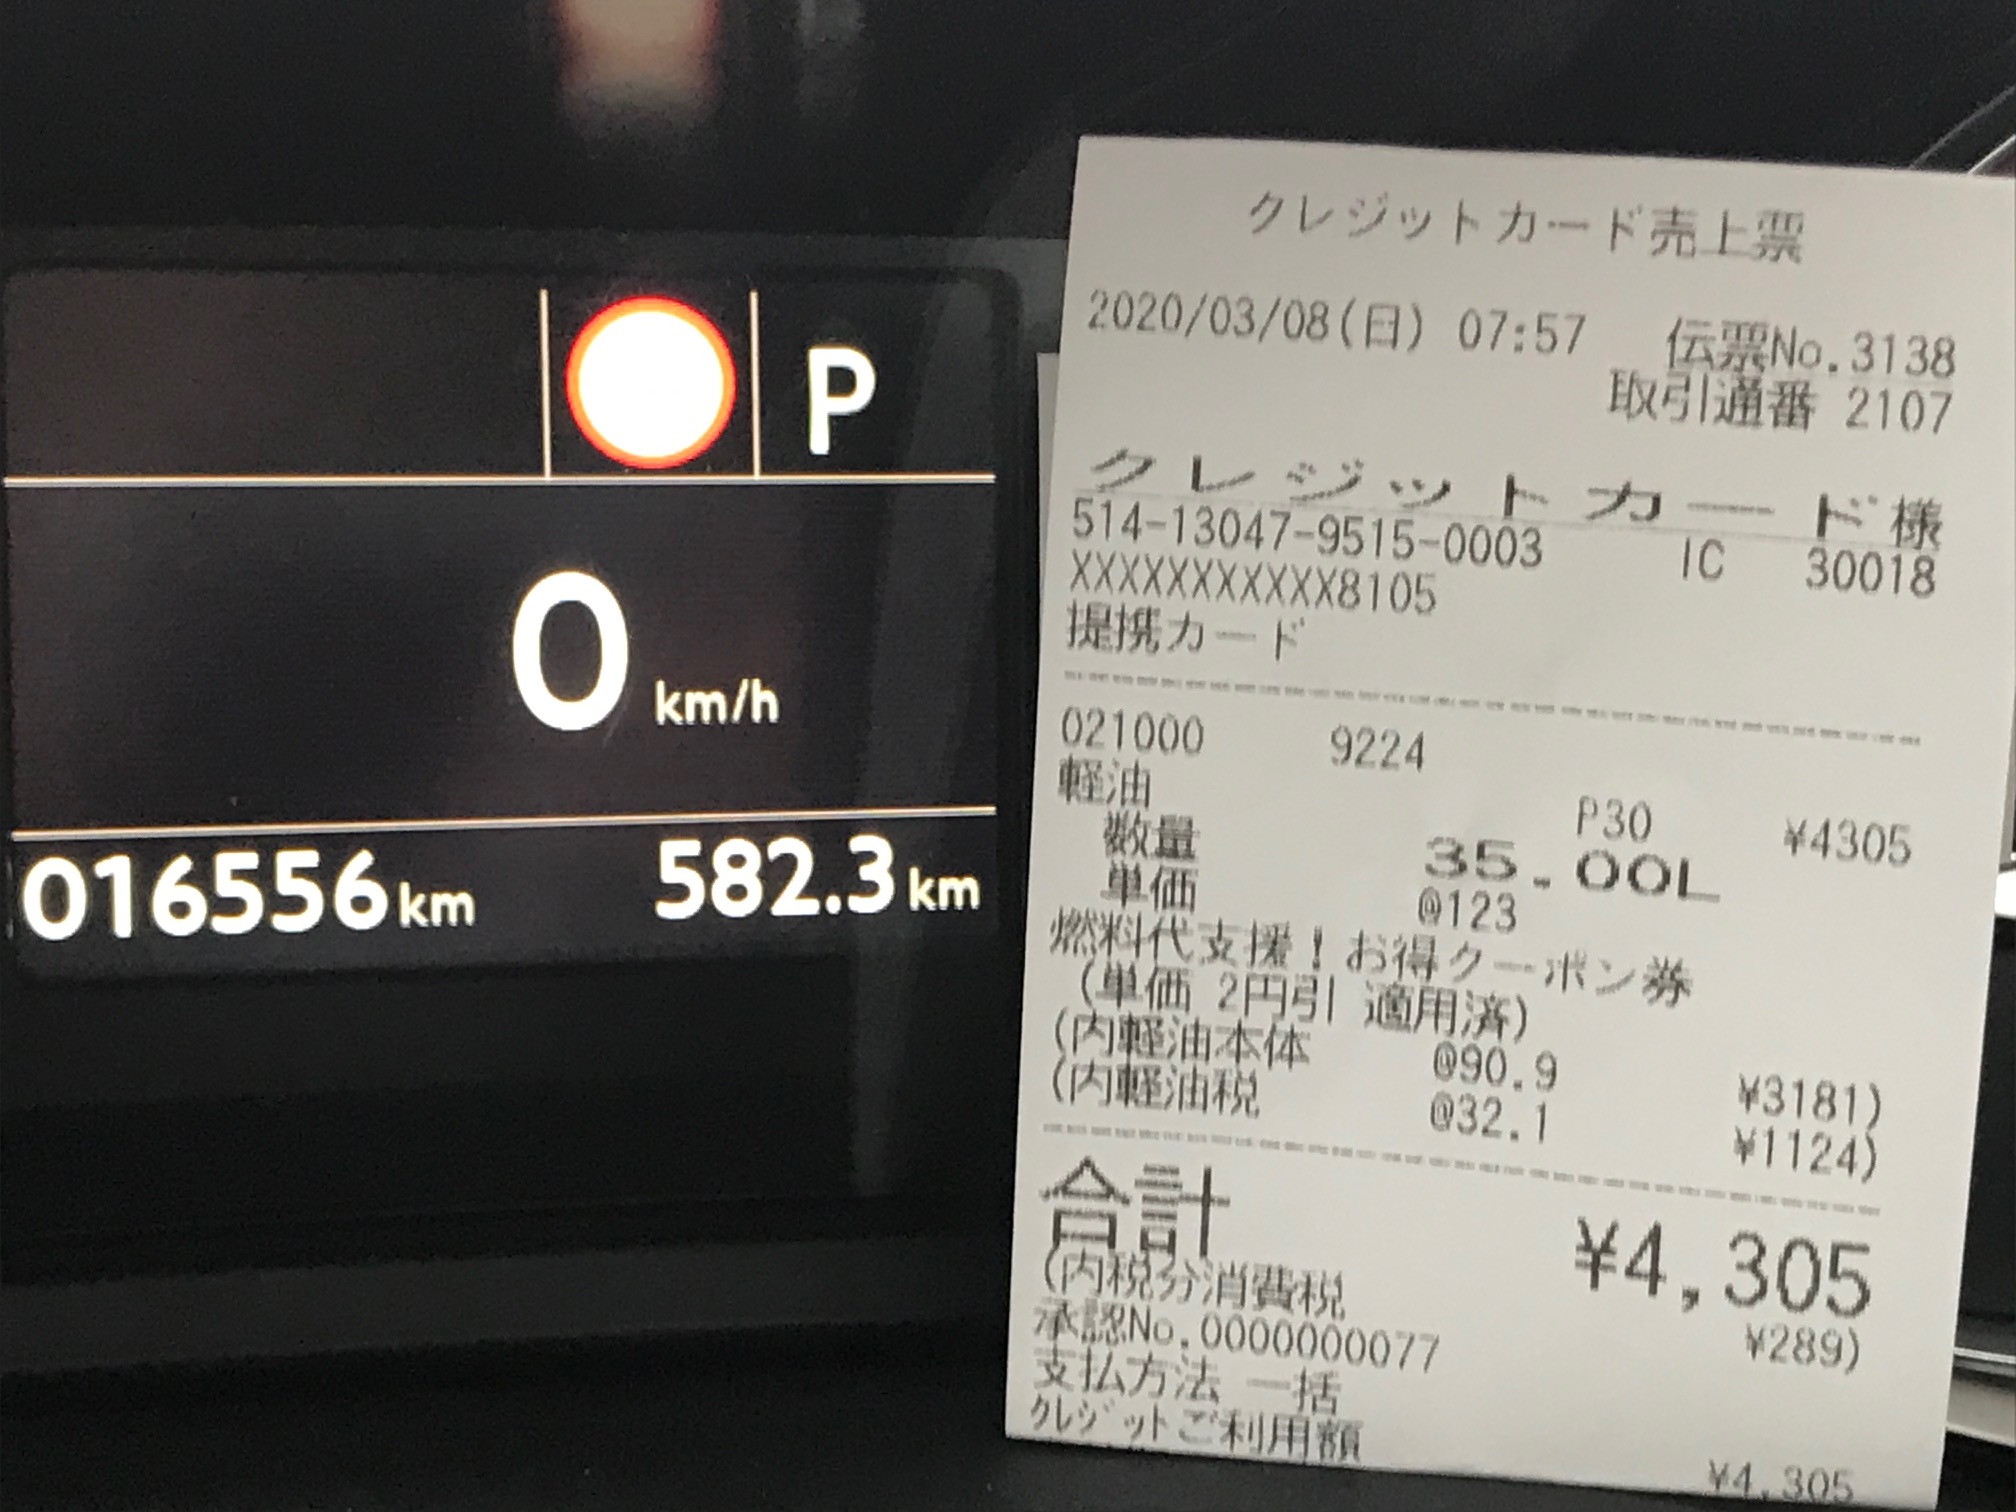 P
0 km/h
016556 km 582.3 km
クレジットカード売上票
2020/03/08(日) 07:57 伝票No.3138
取引通番 2107
クレジットカード様
514-13047-9515-0003 IC 30018
XXXXXXXXXXXX8105
提携カード
021000 9224
軽油 P30 ¥4305
数量 35.00L
単価 @123
燃料代支援!お得クーポン券
(単価 2円引 適用済)
(内軽油本体 @90.9 ¥3181)
(内軽油税 @32.1 ¥1124)
合計 ¥4,305
(内税分消費税 ¥289)
承認No.0000000077
支払方法 一括
クレジットご利用額
¥4,305